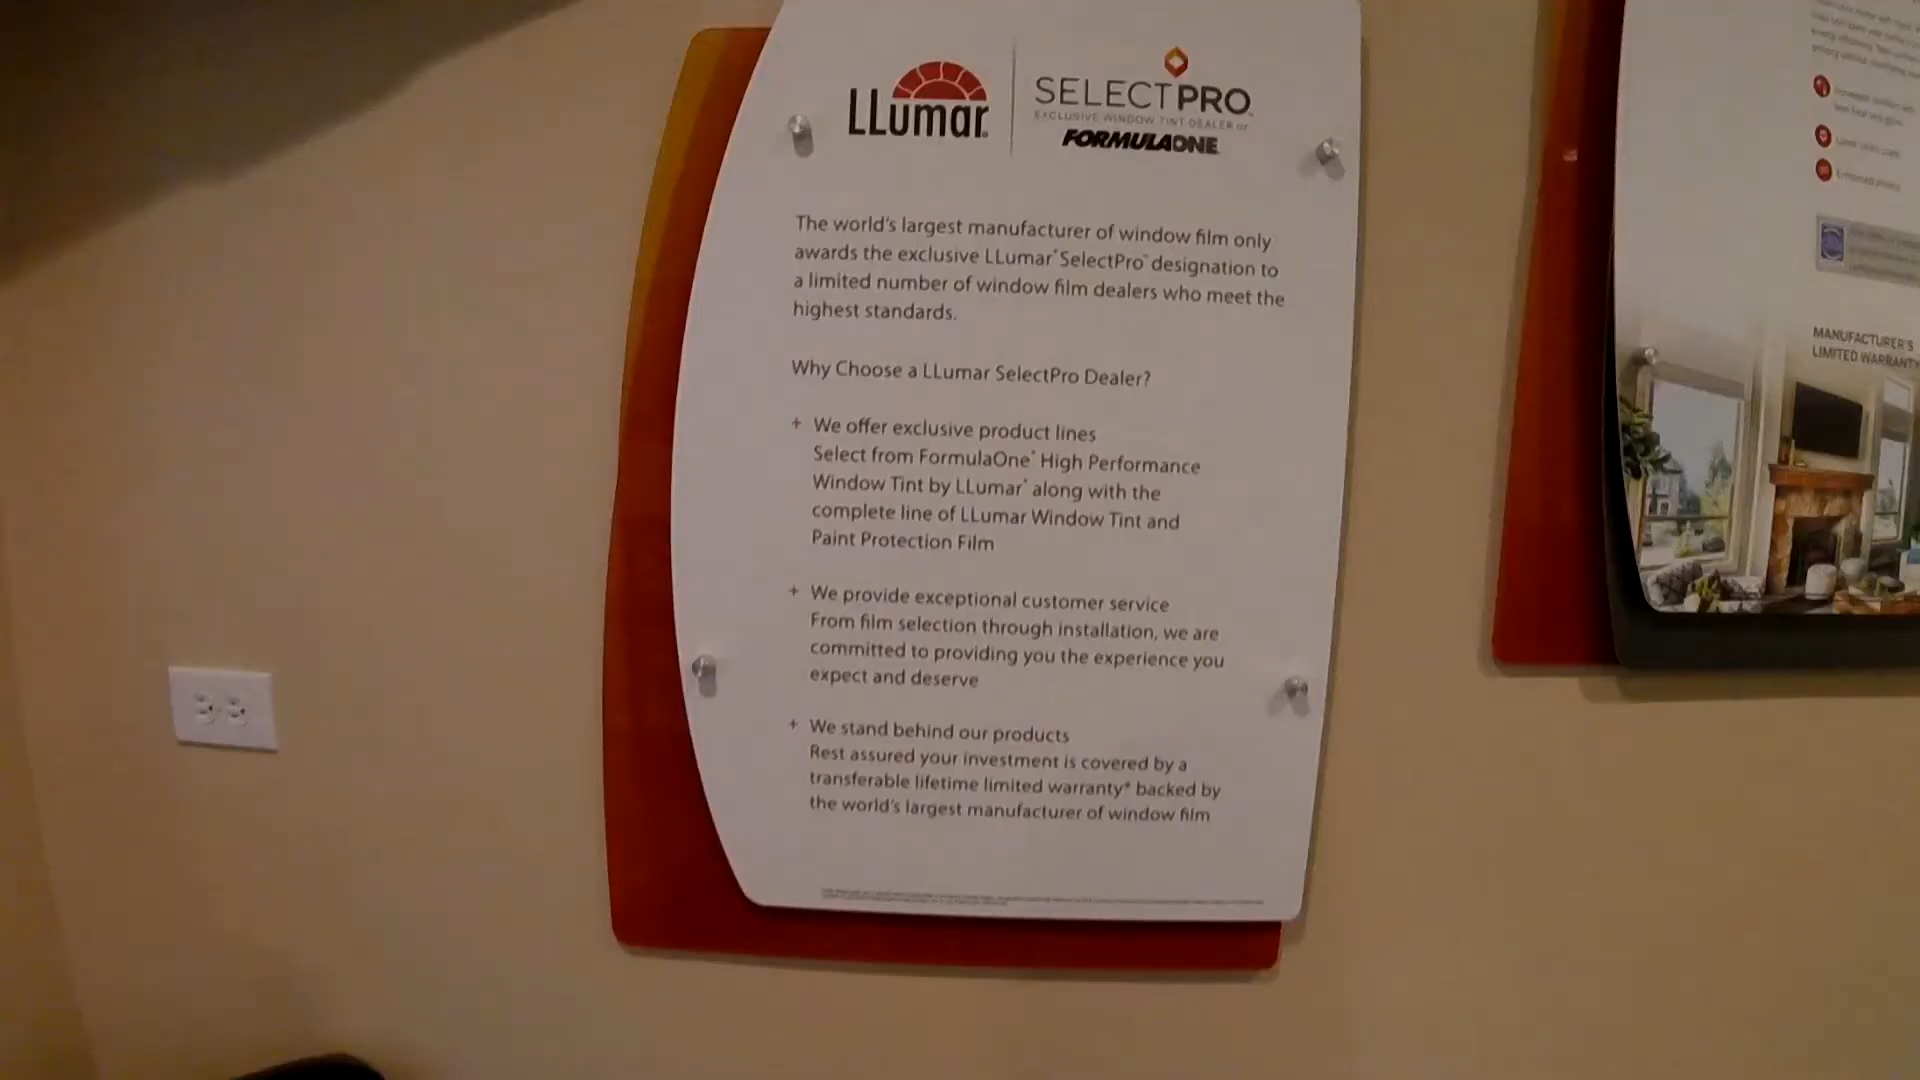 LLumar
SELECTPRO
EXCLUSIVE WINDOW TINT DEALER OF
FORMULAONE
The world's largest manufacturer of window film only
awards the exclusive LLumar® SelectPro™ designation to
a limited number of window film dealers who meet the
highest standards.
Why Choose a LLumar SelectPro Dealer?
+ We offer exclusive product lines
Select from FormulaOne® High Performance
Window Tint by LLumar® along with the
complete line of LLumar Window Tint and
Paint Protection Film
+ We provide exceptional customer service
From film selection through installation, we are
committed to providing you the experience you
expect and deserve
+ We stand behind our products
Rest assured your investment is covered by a
transferable lifetime limited warranty* backed by
the world's largest manufacturer of window film
MANUFACTURER'S
LIMITED WARRANTY